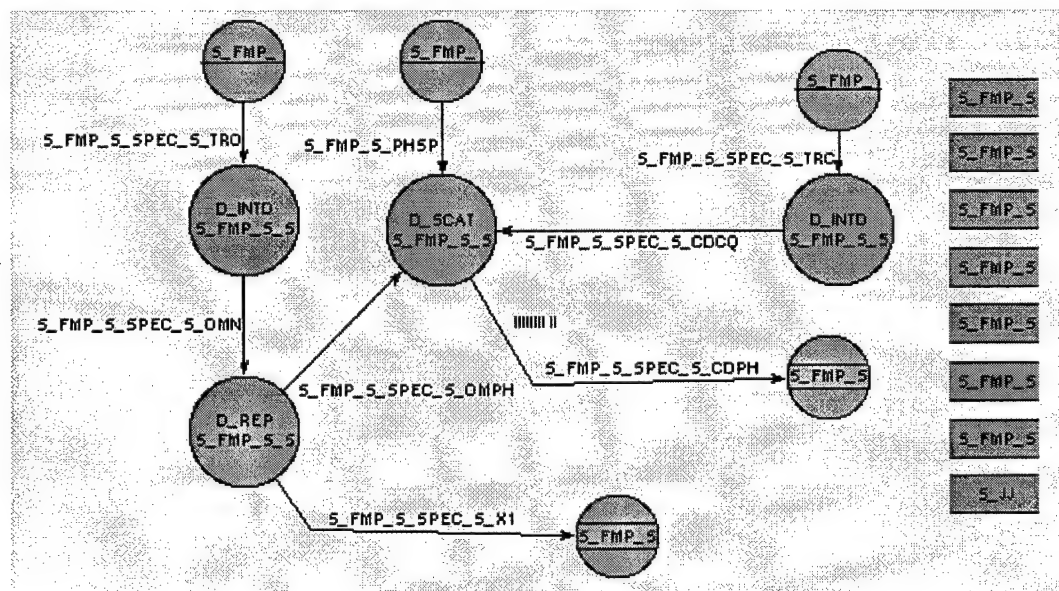 S_FMP_
S_FMP_
S_FMP_
S_FMP_S
S_FMP_S_SPEC_S_TRO
S_FMP_S_PHSP
S_FMP_S_SPEC_S_TRC
S_FMP_S
D_INTD
S_FMP_S_S
D_SCAT
S_FMP_S_S
D_INTD
S_FMP_S_S
S_FMP_S
S_FMP_S_SPEC_S_CDCQ
S_FMP_S
S_FMP_S_SPEC_S_OMN
S_FMP_S
S_FMP_S_SPEC_S_CDPH
S_FMP_S
S_FMP_S
S_FMP_S_SPEC_S_OMPH
D_REP
S_FMP_S_S
S_FMP_S
S_JJ
S_FMP_S_SPEC_S_X1
S_FMP_S